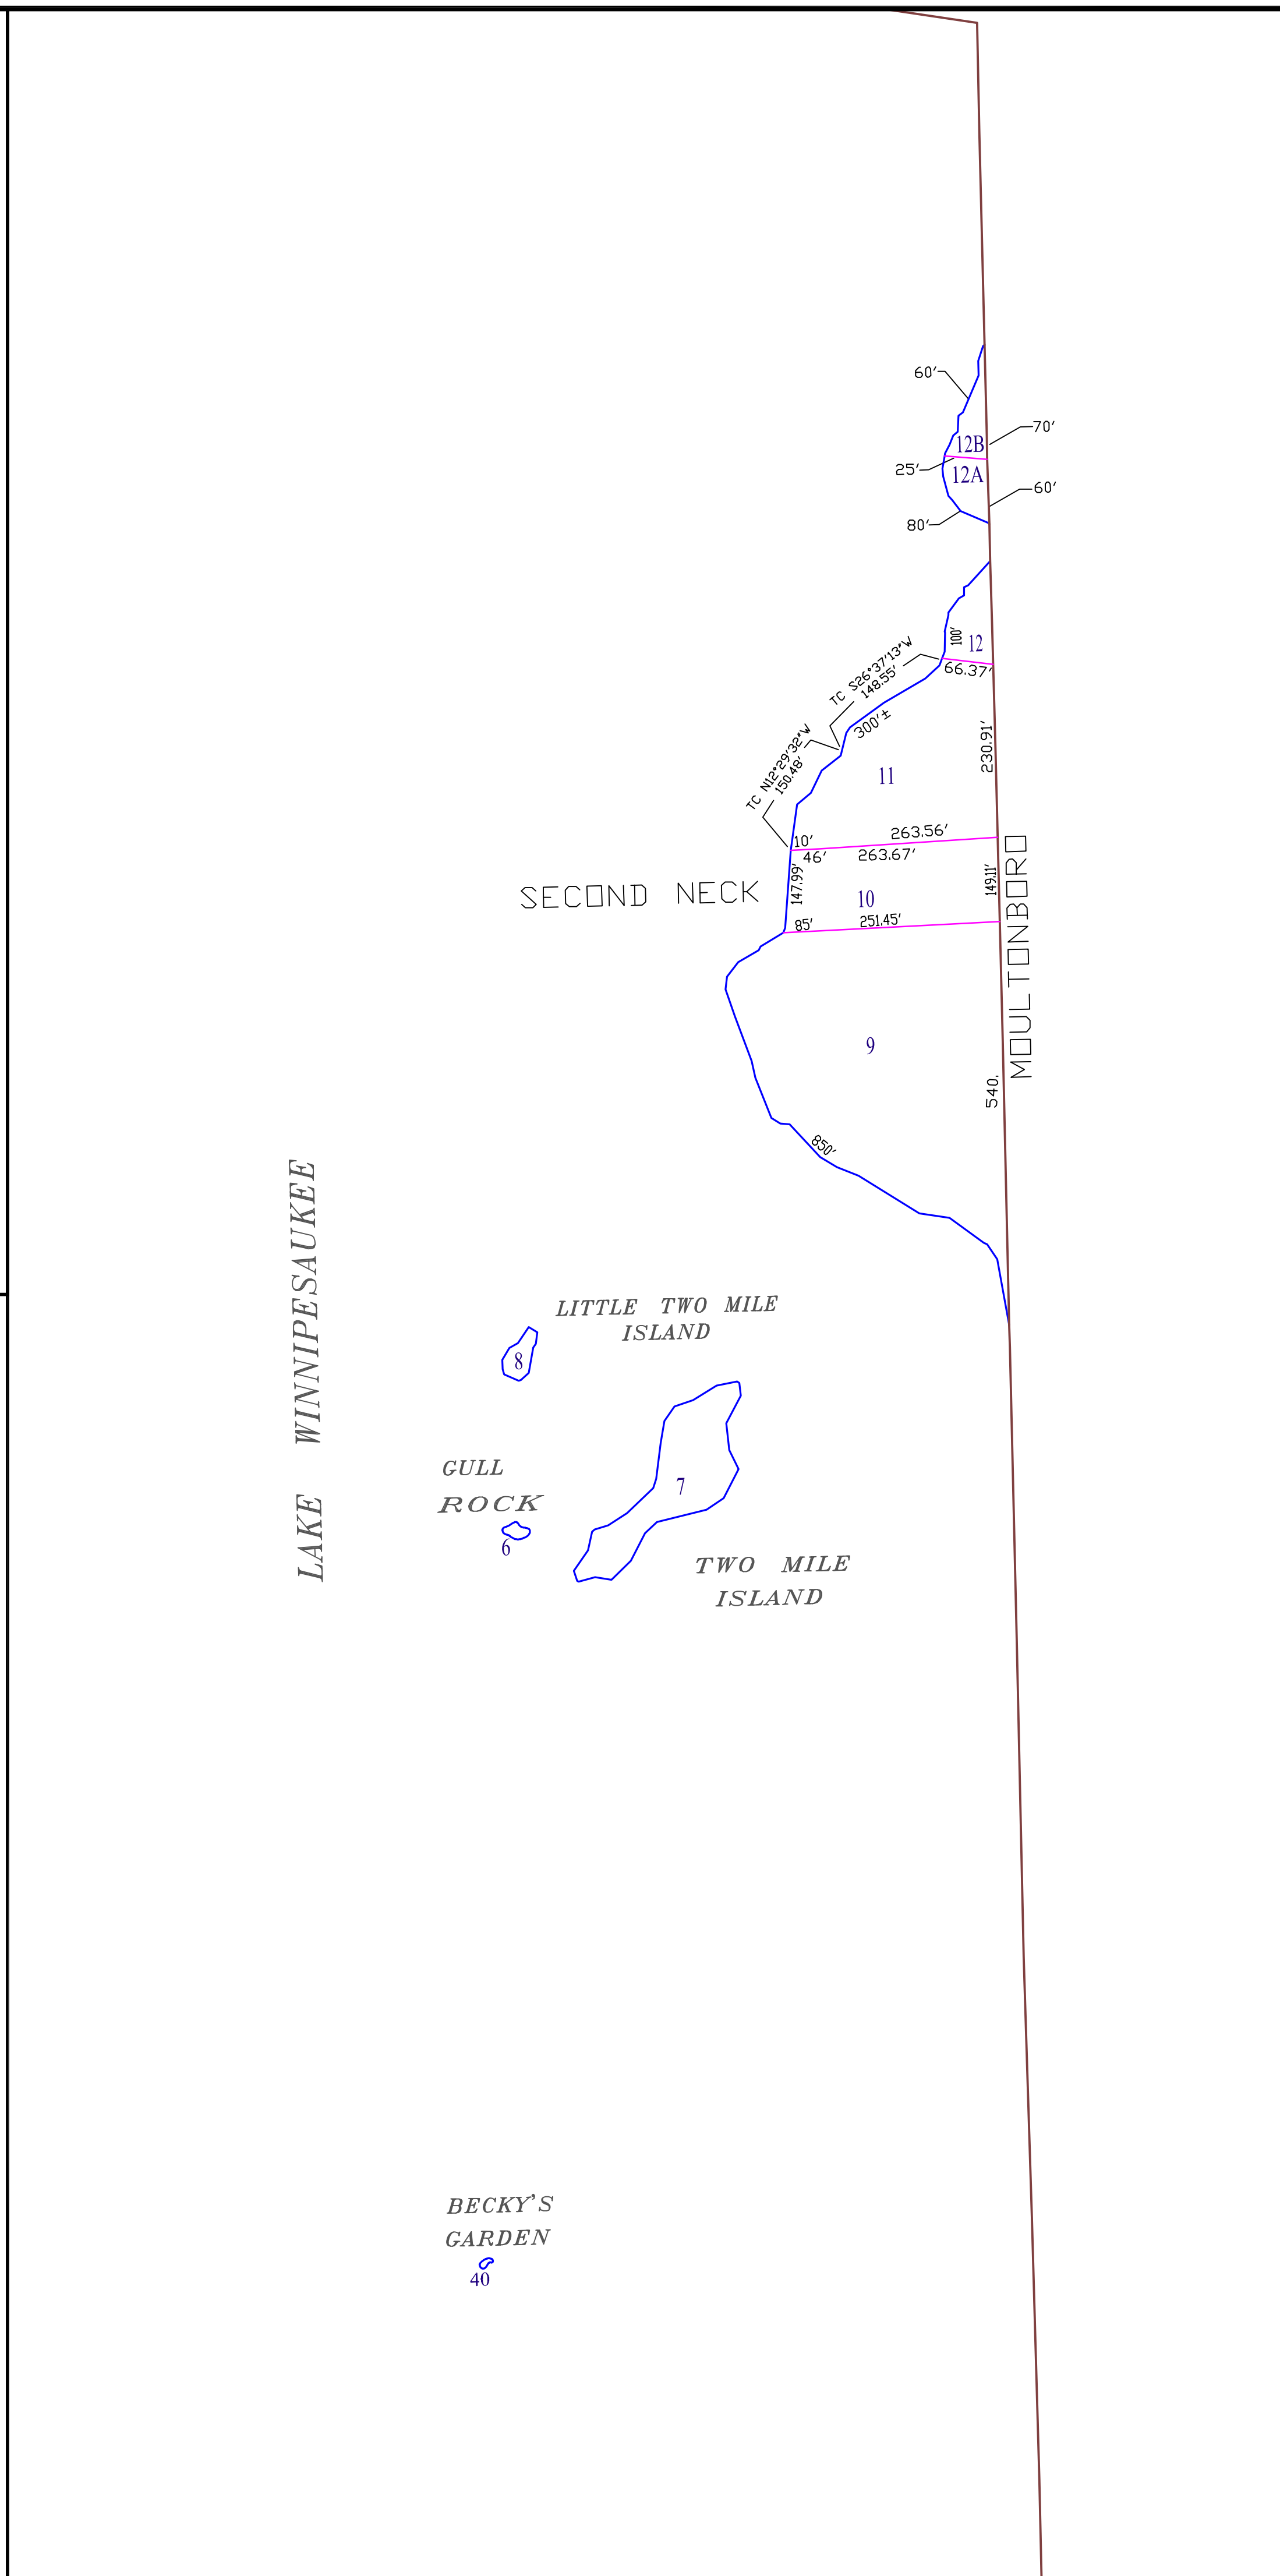 60'
70'
12B
25'
12A
60'
80'
100'
12
TC S26°37'13"W
148.55'
66.37'
300'±
TC N12°29'32"W
150.48'
230.91'
11
10'
263.56'
46'
263.67'
147.99'
149.11'
SECOND NECK
10
85'
251.45'
MOULTONBORO
9
540.
850'
LAKE WINNIPESAUKEE
LITTLE TWO MILE
ISLAND
8
GULL
ROCK
7
6
TWO MILE
ISLAND
BECKY'S
GARDEN
40